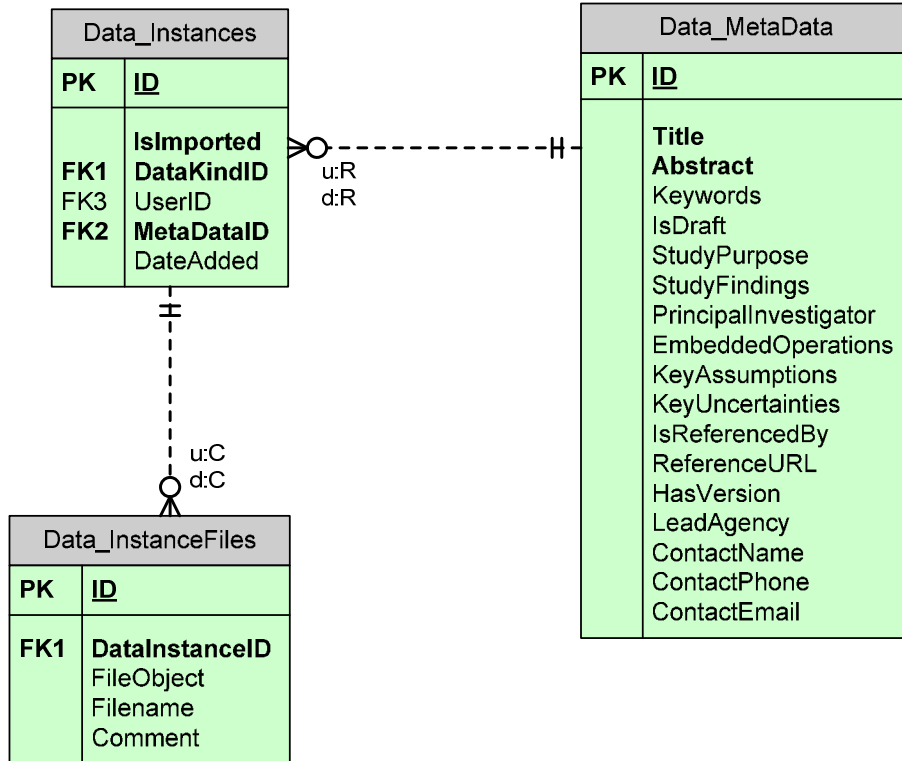 Data_Instances
PK ID
IsImported
FK1 DataKindID
FK3 UserID
FK2 MetaDataID
DateAdded
u:R
d:R
Data_MetaData
PK ID
Title
Abstract
Keywords
IsDraft
StudyPurpose
StudyFindings
PrincipalInvestigator
EmbeddedOperations
KeyAssumptions
KeyUncertainties
IsReferencedBy
ReferenceURL
HasVersion
LeadAgency
ContactName
ContactPhone
ContactEmail
u:C
d:C
Data_InstanceFiles
PK ID
FK1 DataInstanceID
FileObject
Filename
Comment